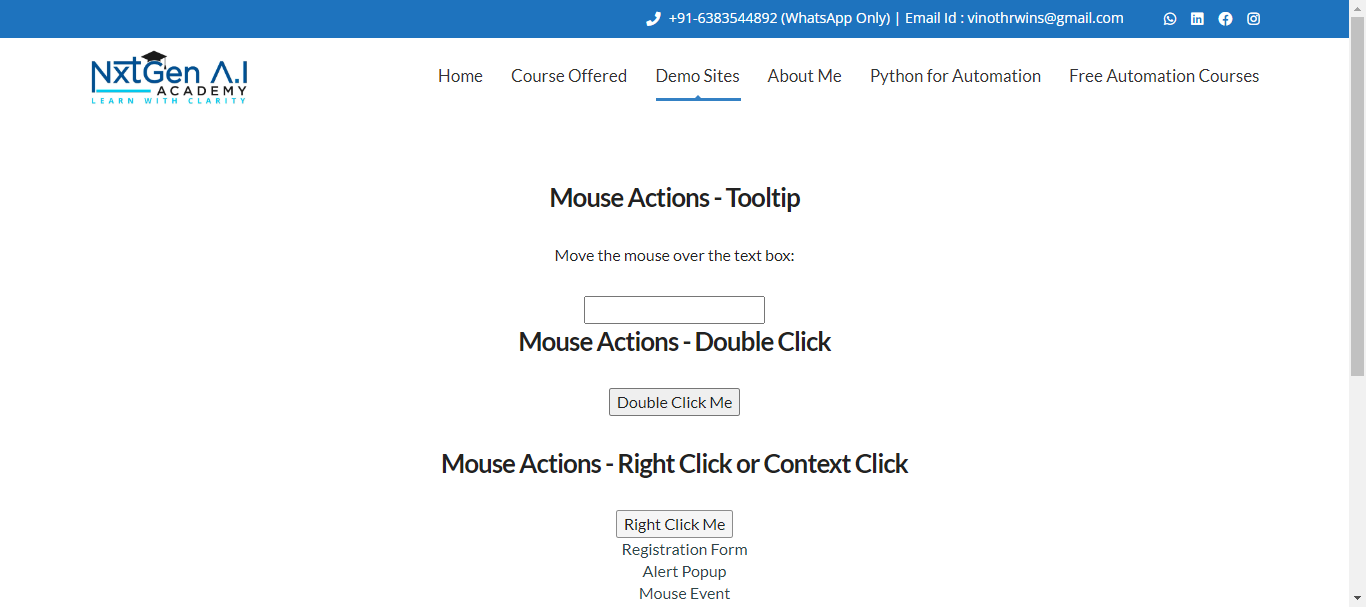 +91-6383544892 (WhatsApp Only) | Email Id : vinothrwins@gmail.com
NxtGen A.I
ACADEMY
LEARN WITH CLARITY
Home Course Offered Demo Sites About Me Python for Automation Free Automation Courses
Mouse Actions - Tooltip
Move the mouse over the text box:
Mouse Actions - Double Click
Double Click Me
Mouse Actions - Right Click or Context Click
Right Click Me
Registration Form
Alert Popup
Mouse Event